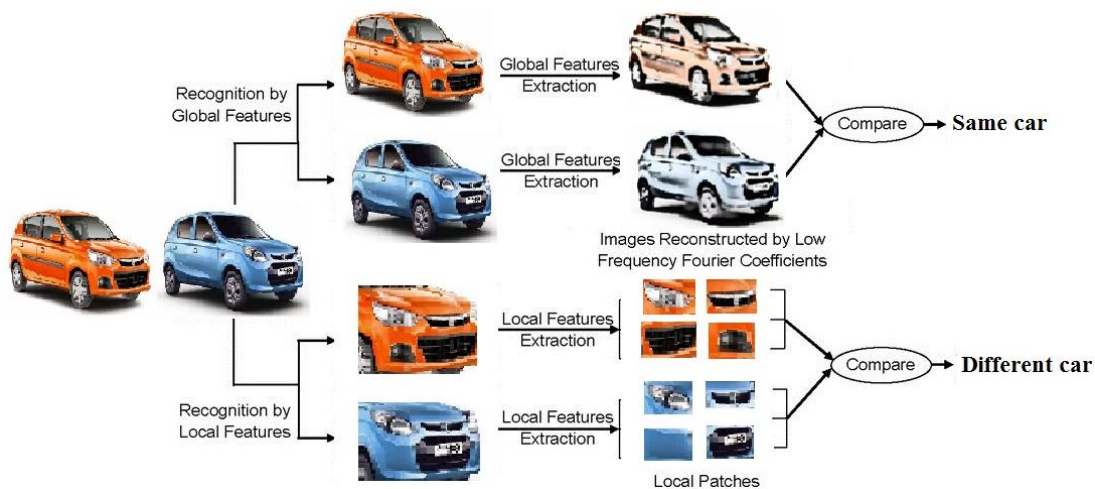 Recognition by
Global Features
Global Features
Extraction
Compare
Same car
Global Features
Extraction
Images Reconstructed by Low
Frequency Fourier Coefficients
Recognition by
Local Features
Local Features
Extraction
Compare
Different car
Local Features
Extraction
Local Patches